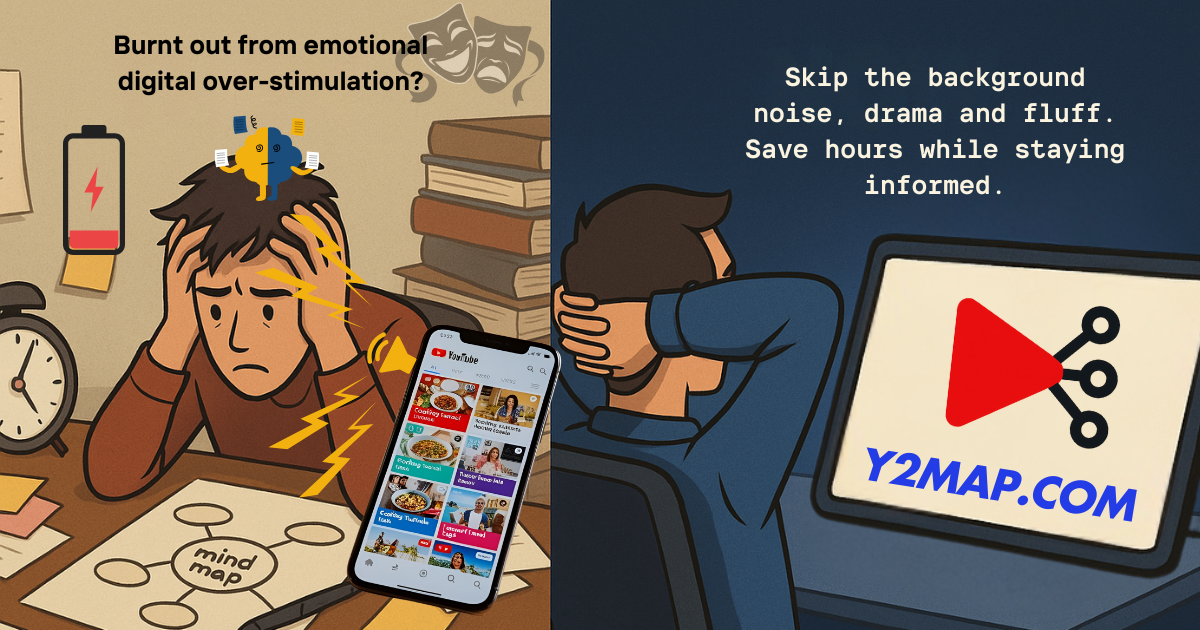 Burnt out from emotional
digital over-stimulation?
mind
map
YouTube
Skip the background
noise, drama and fluff.
Save hours while staying
informed.
Y2MAP.COM